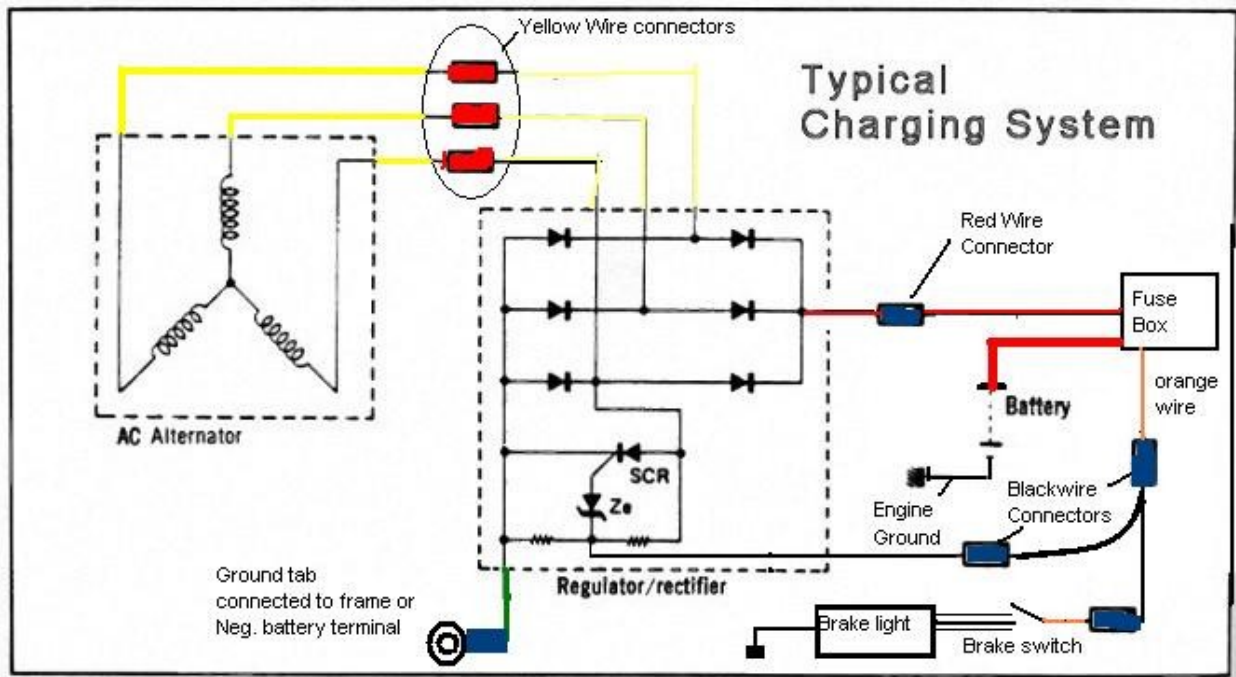 Yellow Wire connectors
Typical
Charging System
Red Wire
Connector
Fuse
Box
orange
wire
Battery
AC Alternator
SCR
Ze
Engine
Ground
Blackwire
Connectors
Regulator/rectifier
Ground tab
connected to frame or
Neg. battery terminal
Brake light
Brake switch